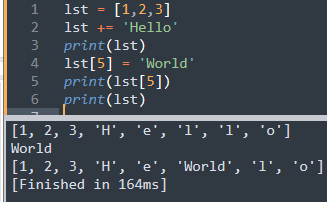 1 lst = [1,2,3]
2 lst += 'Hello'
3 print(lst)
4 lst[5] = 'World'
5 print(lst[5])
6 print(lst)
[1, 2, 3, 'H', 'e', 'l', 'l', 'o']
World
[1, 2, 3, 'H', 'e', 'World', 'l', 'o']
[Finished in 164ms]